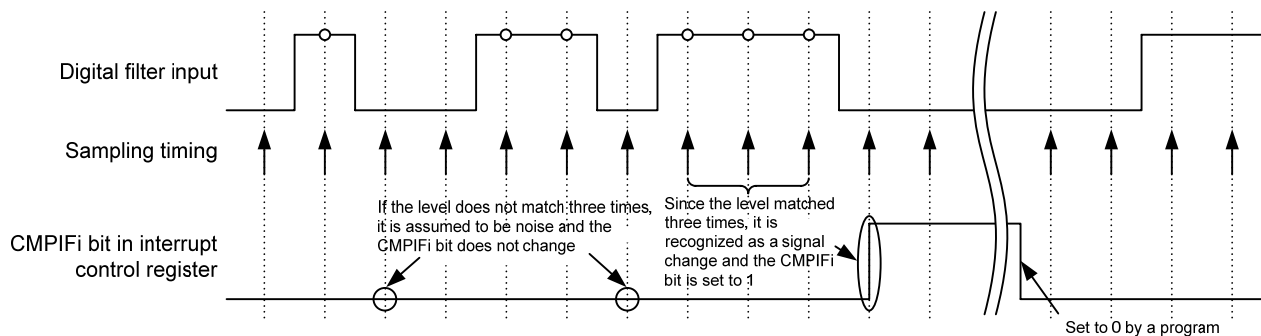 Digital filter input
Sampling timing
If the level does not match three times,
it is assumed to be noise and the
CMPIFi bit does not change
Since the level matched
three times, it is
recognized as a signal
change and the CMPIFi
bit is set to 1
CMPIFi bit in interrupt
control register
Set to 0 by a program